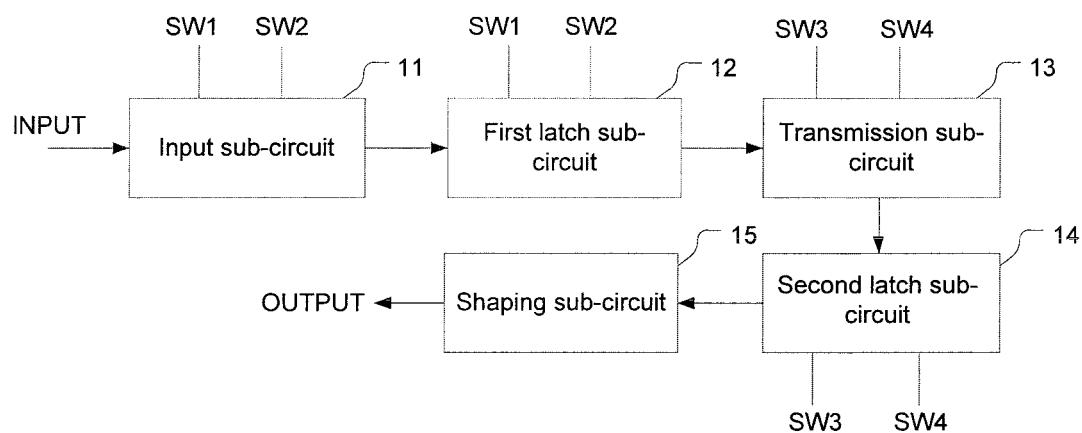 SW1 SW2 SW1 SW2 SW3 SW4
11 12 13
INPUT
Input sub-circuit
First latch sub-
circuit
Transmission sub-
circuit
15 14
OUTPUT
Shaping sub-circuit
Second latch sub-
circuit
SW3 SW4